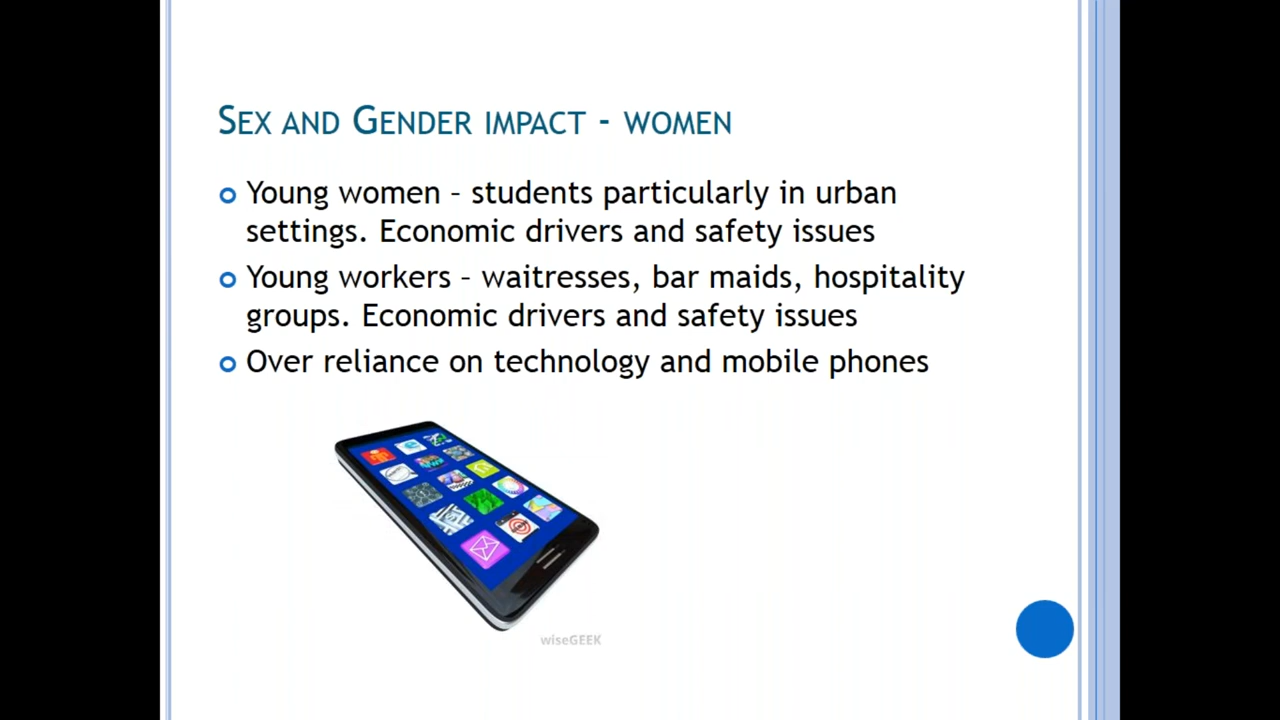 Sex and Gender impact - women
Young women – students particularly in urban
settings. Economic drivers and safety issues
Young workers – waitresses, bar maids, hospitality
groups. Economic drivers and safety issues
Over reliance on technology and mobile phones
wiseGEEK